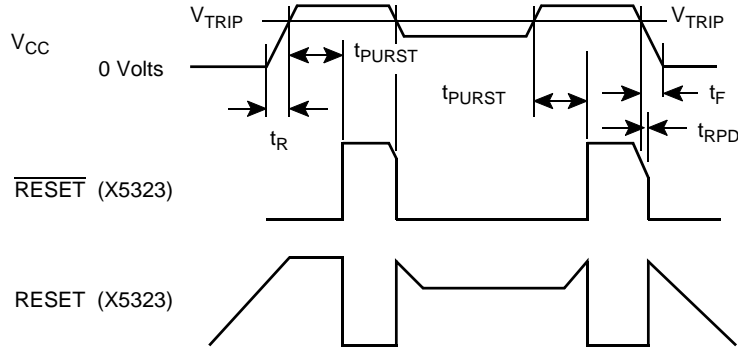 VTRIP
VTRIP
VCC
0 Volts
tPURST
tPURST
tF
tR
tRPD
RESET (X5323)
RESET (X5323)